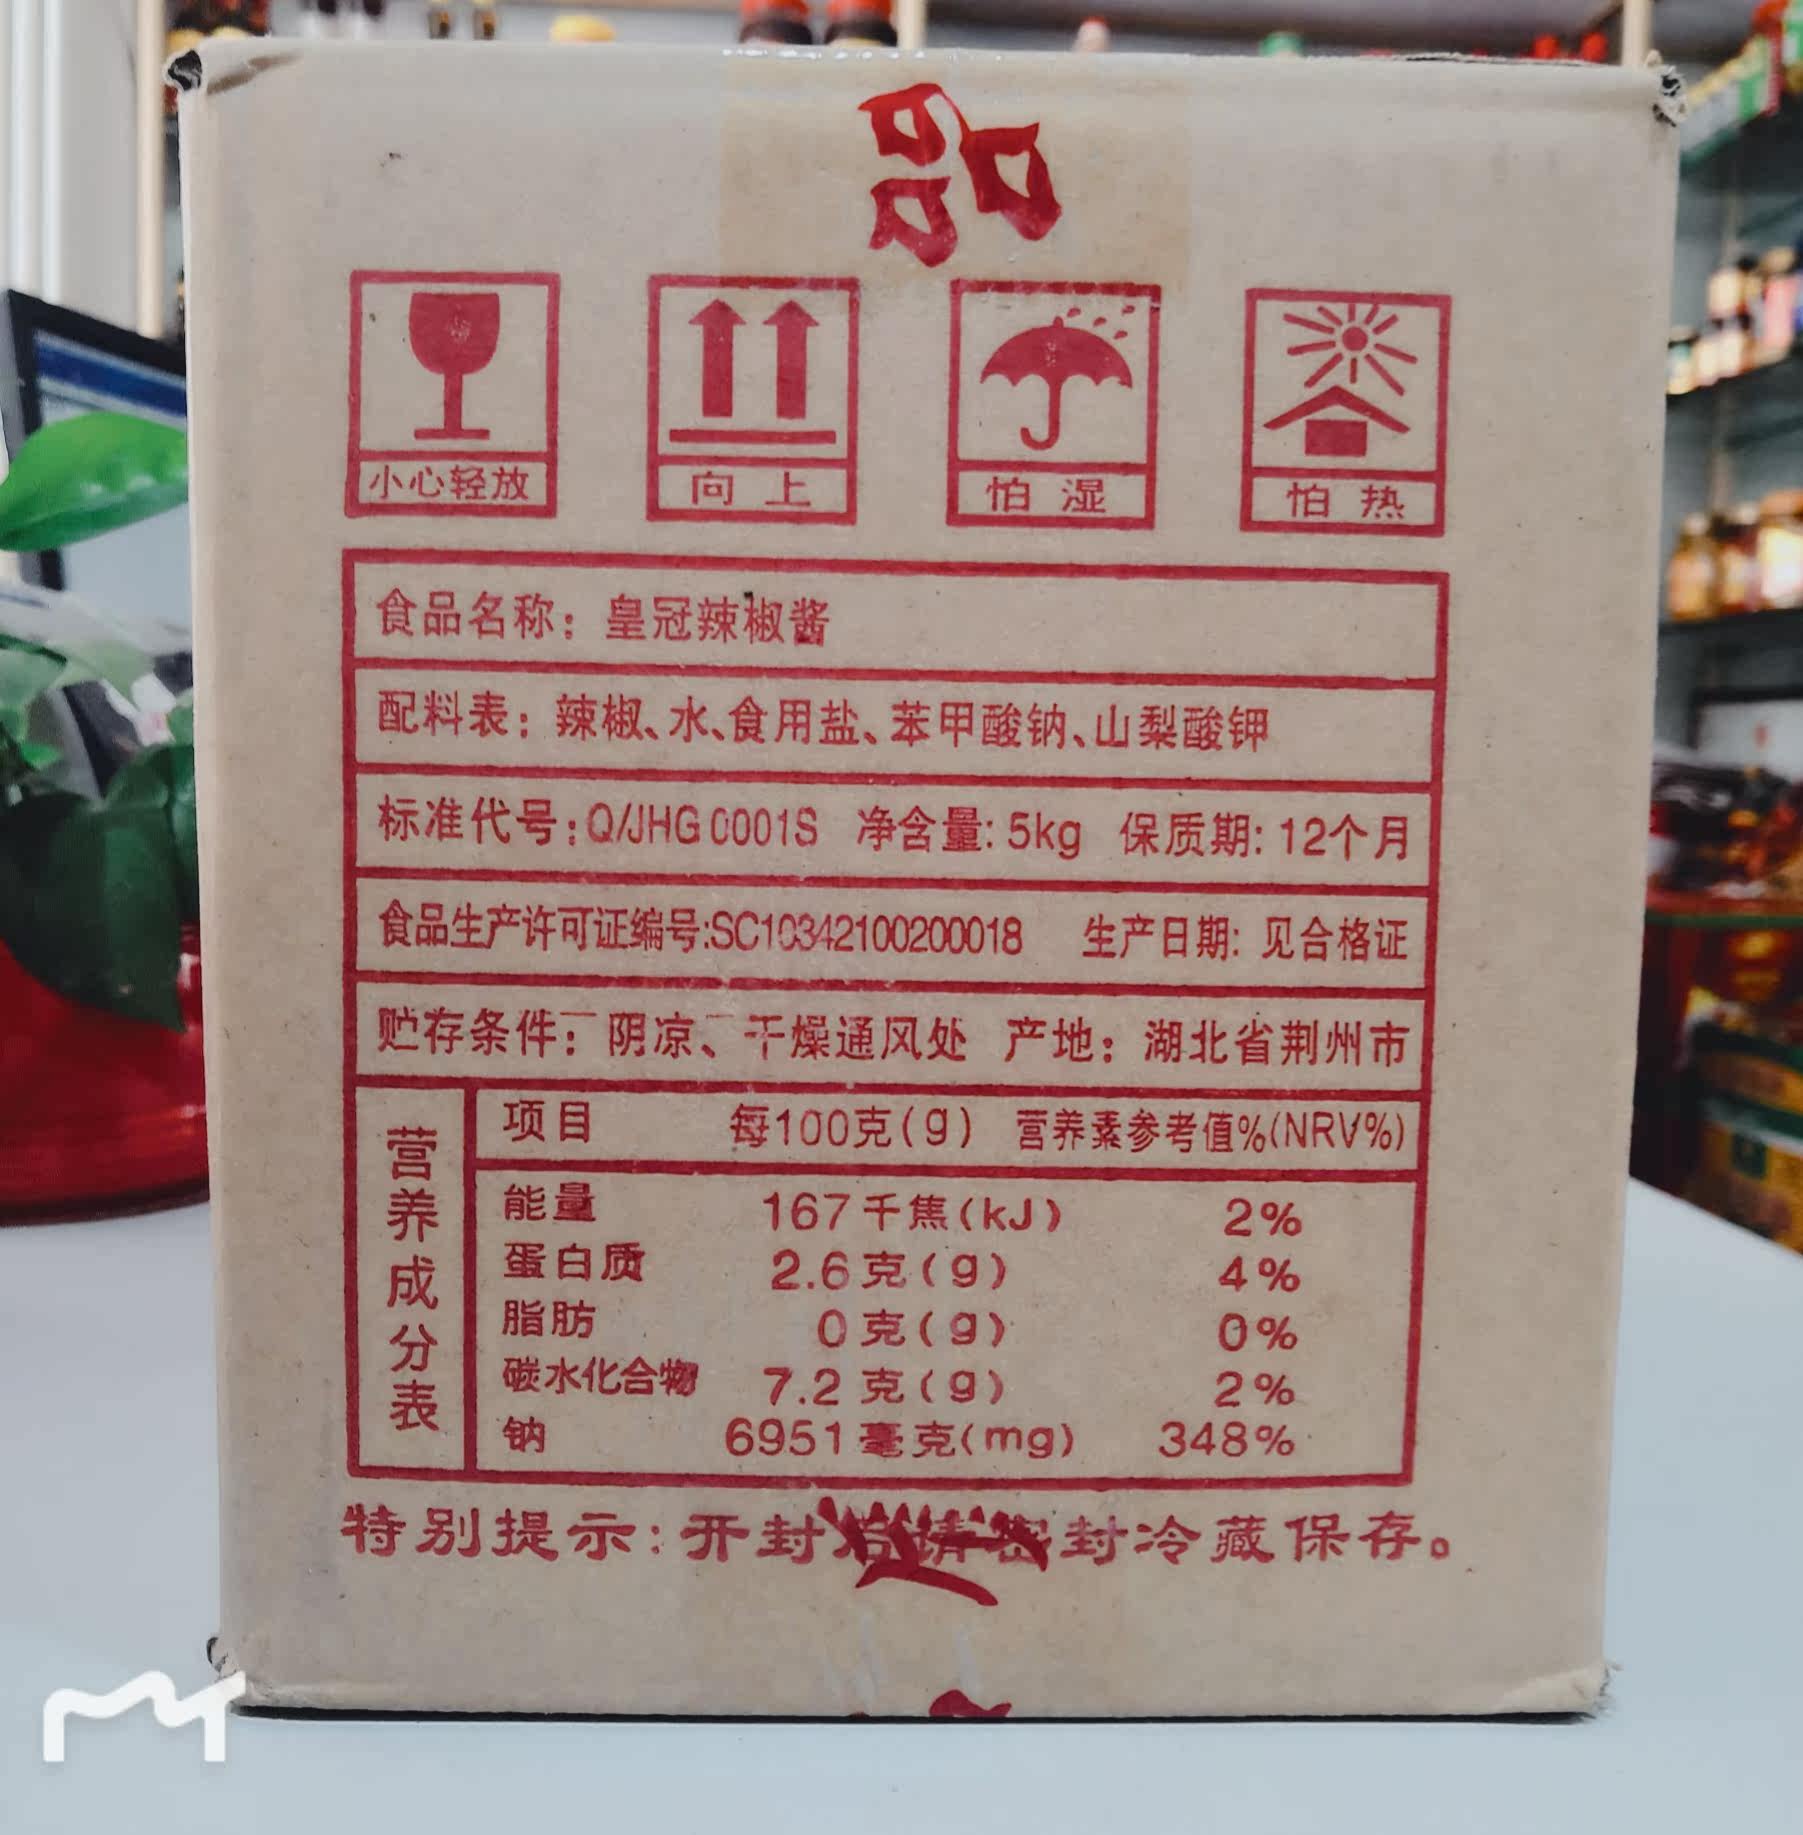 品
小心轻放
向上
怕湿
怕热
食品名称：皇冠辣椒酱
配料表：辣椒、水、食用盐、苯甲酸钠、山梨酸钾
标准代号：Q/JHG 0001S 净含量：5kg 保质期：12个月
食品生产许可证编号：SC10342100200018 生产日期：见合格证
贮存条件：阴凉、干燥通风处 产地：湖北省荆州市
营养成分表
项目 每100克(g) 营养素参考值%(NRV%)
能量 167千焦(kJ) 2%
蛋白质 2.6克(g) 4%
脂肪 0克(g) 0%
碳水化合物 7.2克(g) 2%
钠 6951毫克(mg) 348%
特别提示：开封后请密封冷藏保存。